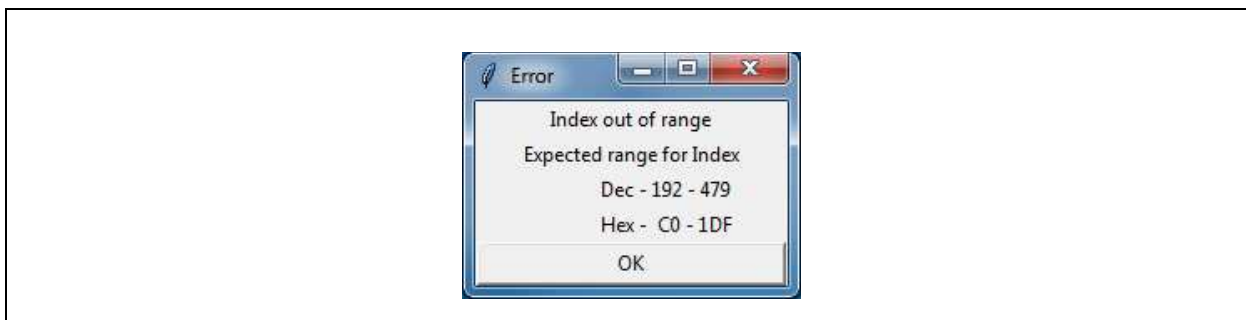 Error
Index out of range
Expected range for Index
Dec - 192 - 479
Hex - C0 - 1DF
OK